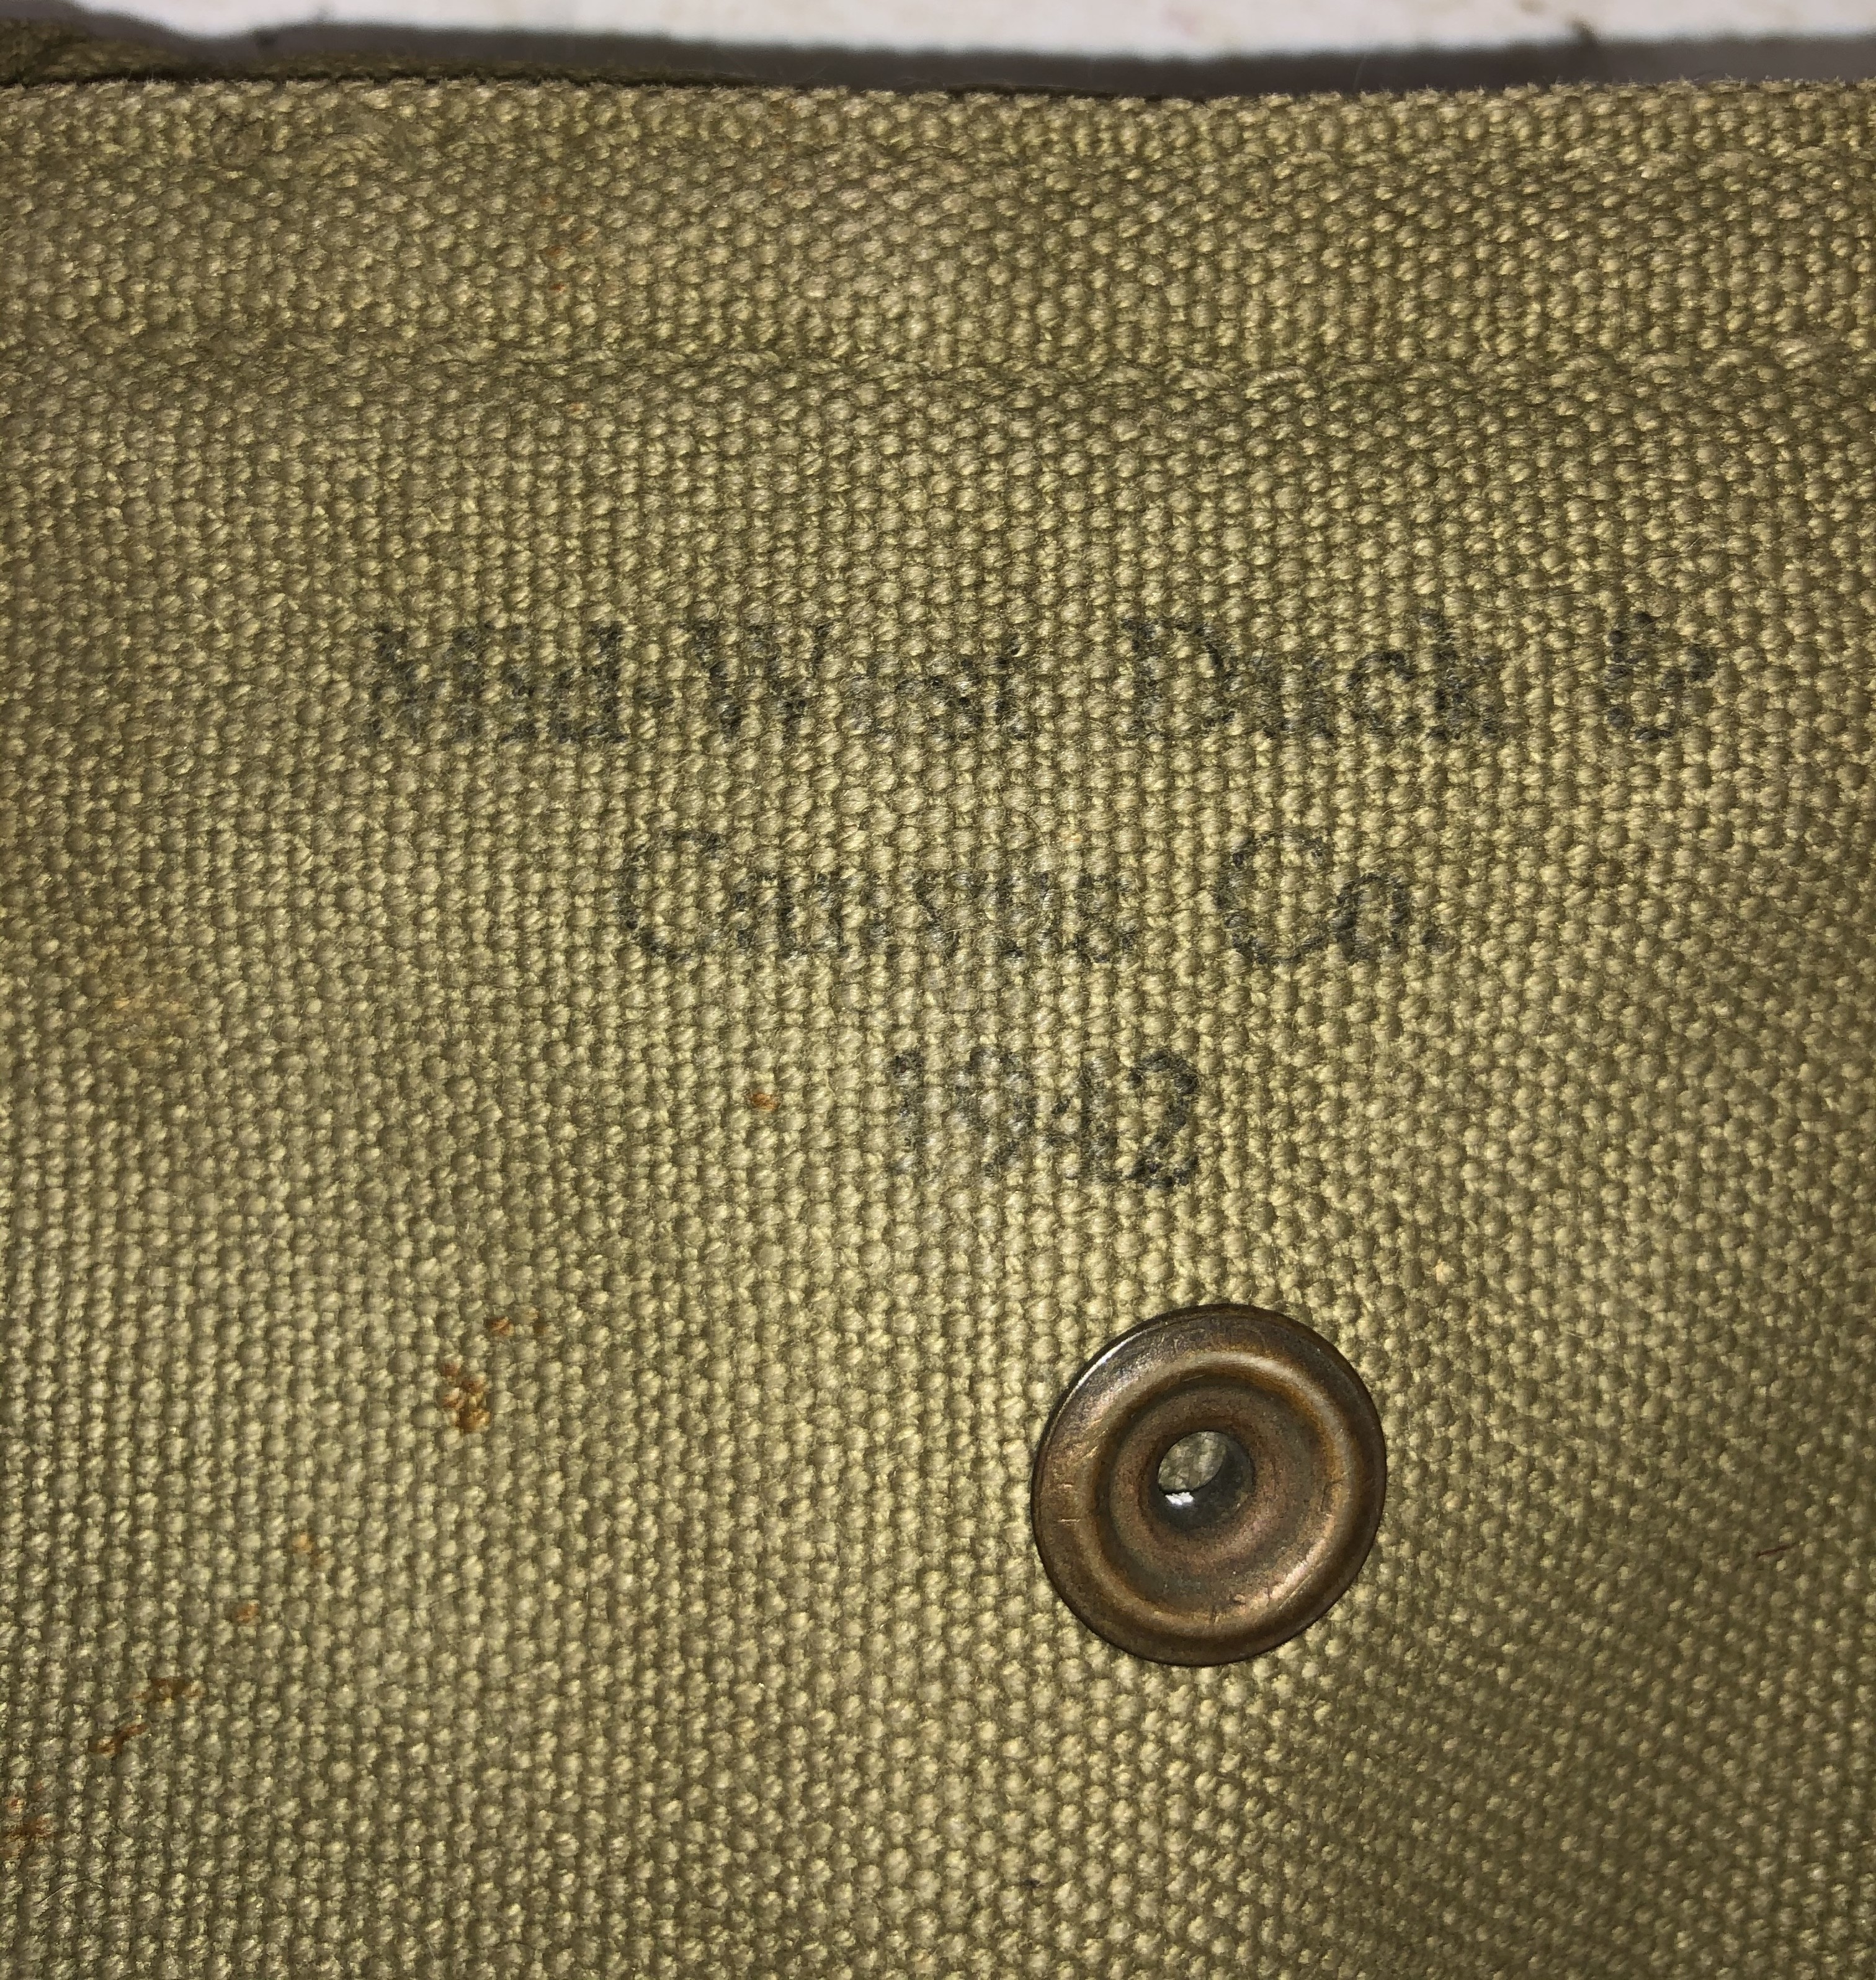 Mid-West Duck &
Canvas Co.
1942